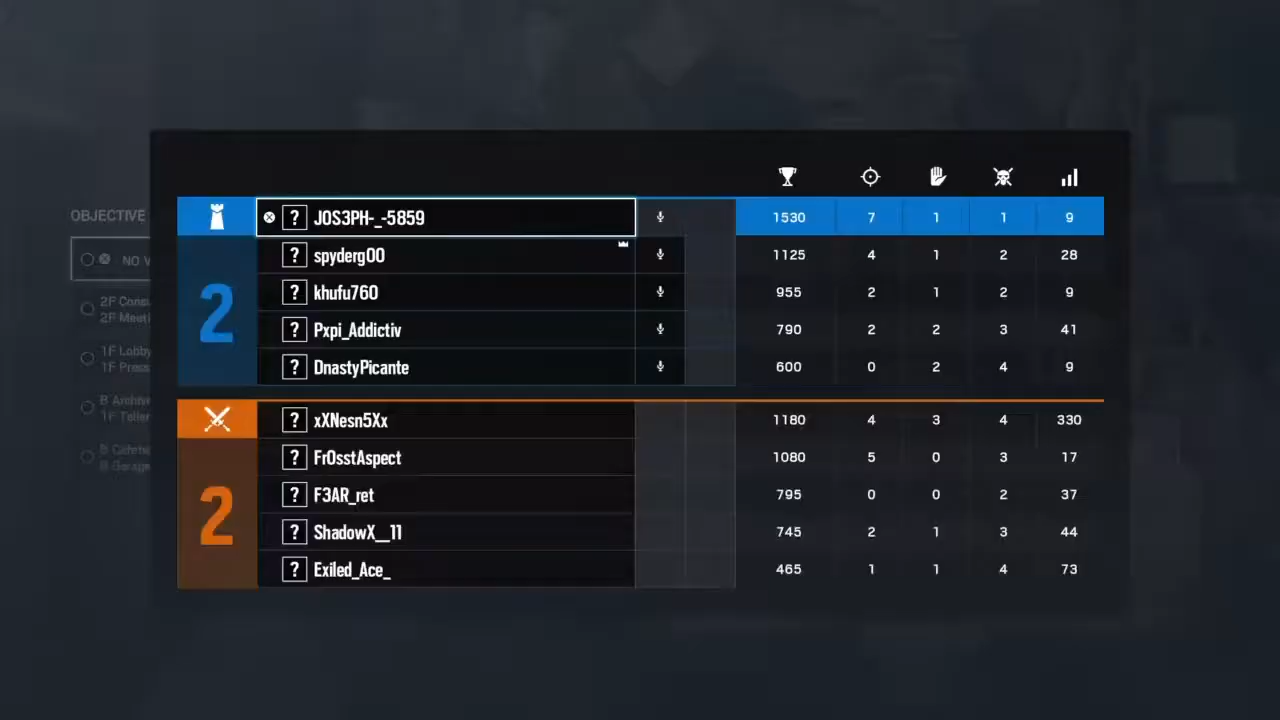 OBJECTIVE
NO V
2F Cons
2F Meeti
1F Lobby
1F Press
B Archive
1F Teller
B Cafete
B Garage
JOS3PH-_-5859 1530 7 1 1 9
2
spyderg00 1125 4 1 2 28
khufu760 955 2 1 2 9
Pxpi_Addictiv 790 2 2 3 41
DnastyPicante 600 0 2 4 9
xXNesn5Xx 1180 4 3 4 330
2
Fr0sstAspect 1080 5 0 3 17
F3AR_ret 795 0 0 2 37
ShadowX__11 745 2 1 3 44
Exiled_Ace_ 465 1 1 4 73